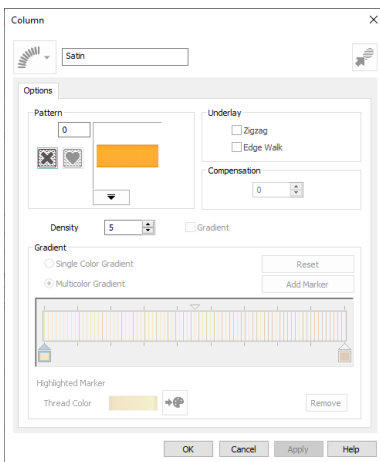 Column
Satin
Options
Pattern
0
Underlay
Zigzag
Edge Walk
Compensation
0
Density
5
Gradient
Gradient
Single Color Gradient
Reset
Multicolor Gradient
Add Marker
Highlighted Marker
Thread Color
Remove
OK
Cancel
Apply
Help